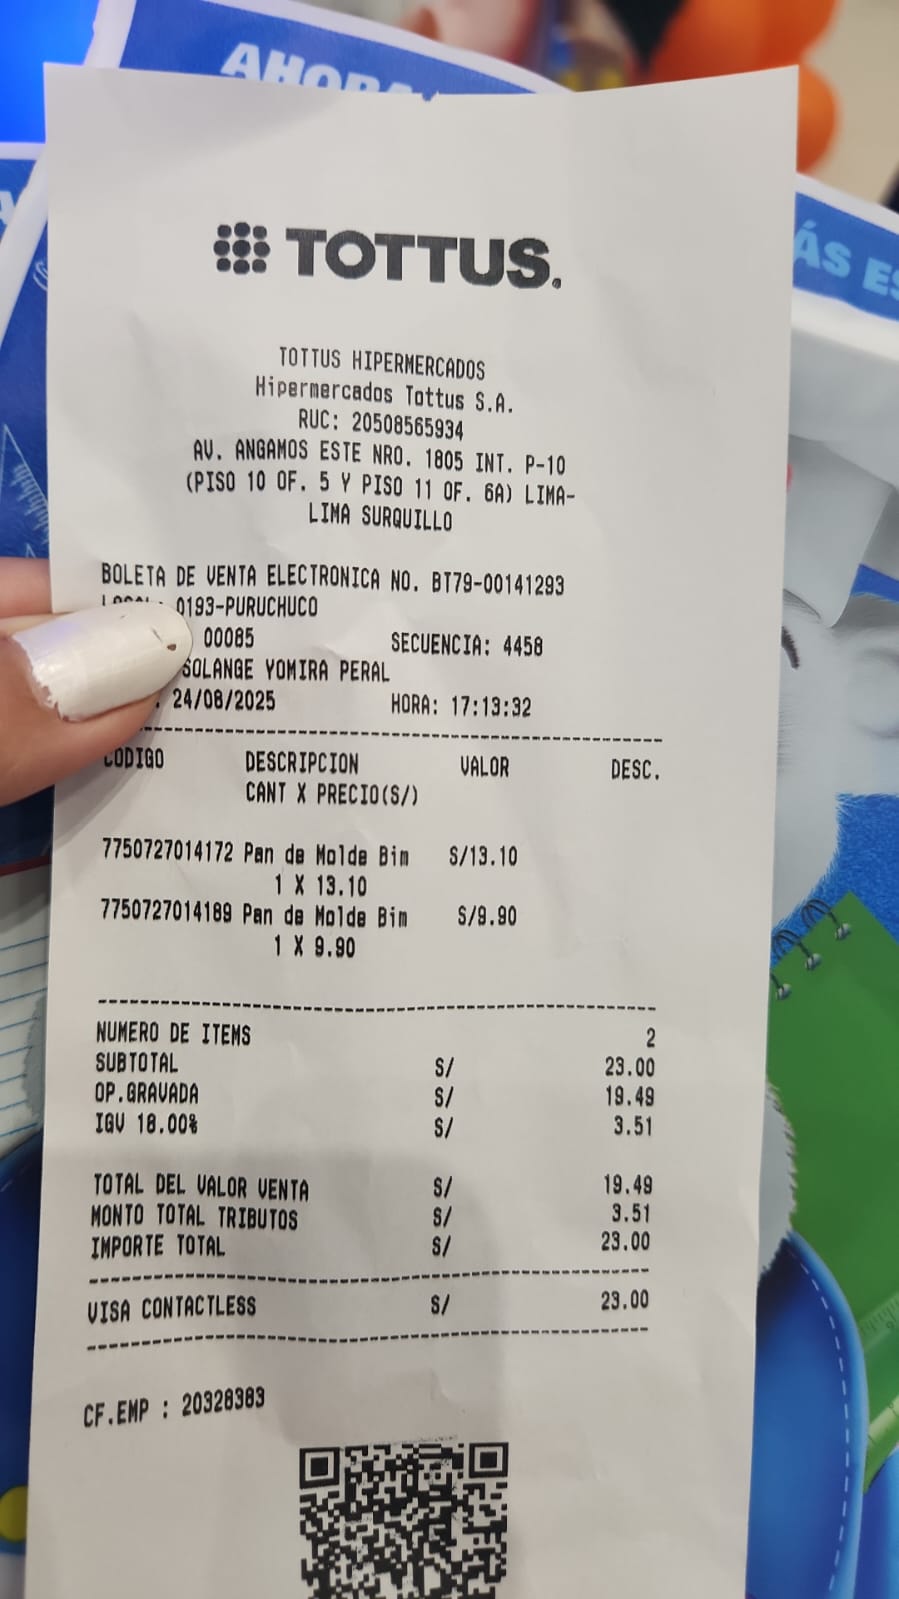 AHORA
ÁS ES
TOTTUS.
TOTTUS HIPERMERCADOS
Hipermercados Tottus S.A.
RUC: 20508565934
AV. ANGAMOS ESTE NRO. 1805 INT. P-10
(PISO 10 OF. 5 Y PISO 11 OF. 6A) LIMA-
LIMA SURQUILLO
BOLETA DE VENTA ELECTRONICA NO. BT79-00141293
0193-PURUCHUCO
00085 SECUENCIA: 4458
SOLANGE YOMIRA PERAL
24/08/2025 HORA: 17:13:32
CODIGO DESCRIPCION VALOR DESC.
CANT X PRECIO(S/)
7750727014172 Pan de Molde Bim S/13.10
1 X 13.10
7750727014189 Pan de Molde Bim S/9.90
1 X 9.90
NUMERO DE ITEMS 2
SUBTOTAL S/ 23.00
OP.GRAVADA S/ 19.49
IGV 18.00% S/ 3.51
TOTAL DEL VALOR VENTA S/ 19.49
MONTO TOTAL TRIBUTOS S/ 3.51
IMPORTE TOTAL S/ 23.00
VISA CONTACTLESS S/ 23.00
CF.EMP : 20328383